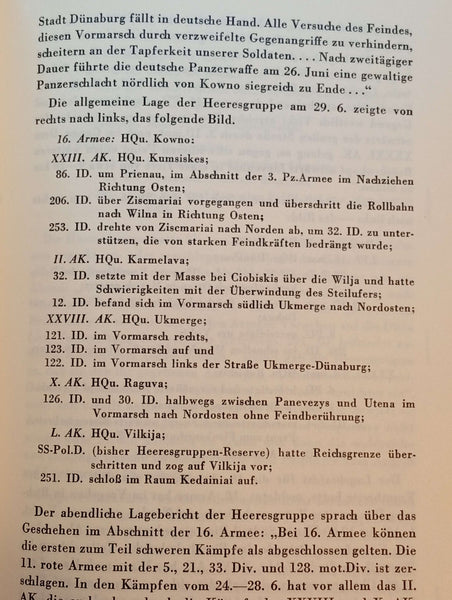 Stadt Dünaburg fällt in deutsche Hand. Alle Versuche des Feindes,
diesen Vormarsch durch verzweifelte Gegenangriffe zu verhindern,
scheitern an der Tapferkeit unserer Soldaten. . . . Nach zweitägiger
Dauer führte die deutsche Panzerwaffe am 26. Juni eine gewaltige
Panzerschlacht nördlich von Kowno siegreich zu Ende . . .“
Die allgemeine Lage der Heeresgruppe am 29. 6. zeigte von
rechts nach links, das folgende Bild.
16. Armee: HQu. Kowno:
XXIII. AK. HQu. Kumsiskes;
86. ID. um Prienau, im Abschnitt der 3. Pz.Armee im Nachziehen
Richtung Osten;
206. ID. über Ziscmariai vorgegangen und überschritt die Rollbahn
nach Wilna in Richtung Osten;
253. ID. drehte von Ziscmariai nach Norden ab, um 32. ID. zu unter-
stützen, die von starken Feindkräften bedrängt wurde;
II. AK. HQu. Karmelava;
32. ID. setzte mit der Masse bei Ciobiskis über die Wilja und hatte
Schwierigkeiten mit der Überwindung des Steilufers;
12. ID. befand sich im Vormarsch südlich Ukmerge nach Nordosten;
XXVIII. AK. HQu. Ukmerge;
121. ID. im Vormarsch rechts,
123. ID. im Vormarsch auf und
122. ID. im Vormarsch links der Straße Ukmerge-Dünaburg;
X. AK. HQu. Raguva;
126. ID. und 30. ID. halbwegs zwischen Panevezys und Utena im
Vormarsch nach Nordosten ohne Feindberührung;
L. AK. HQu. Vilkija;
SS-Pol.D. (bisher Heeresgruppen-Reserve) hatte Reichsgrenze über-
schritten und zog auf Vilkija vor;
251. ID. schloß im Raum Kedainiai auf.
Der abendliche Lagebericht der Heeresgruppe sprach über das
Geschehen im Abschnitt der 16. Armee: „Bei 16. Armee können
die ersten zum Teil schweren Kämpfe als abgeschlossen gelten. Die
11. rote Armee mit der 5., 21., 33. Div. und 128. mot.Div. ist zer-
schlagen. In den Kämpfen vom 24.—28. 6. hat vor allem das II.